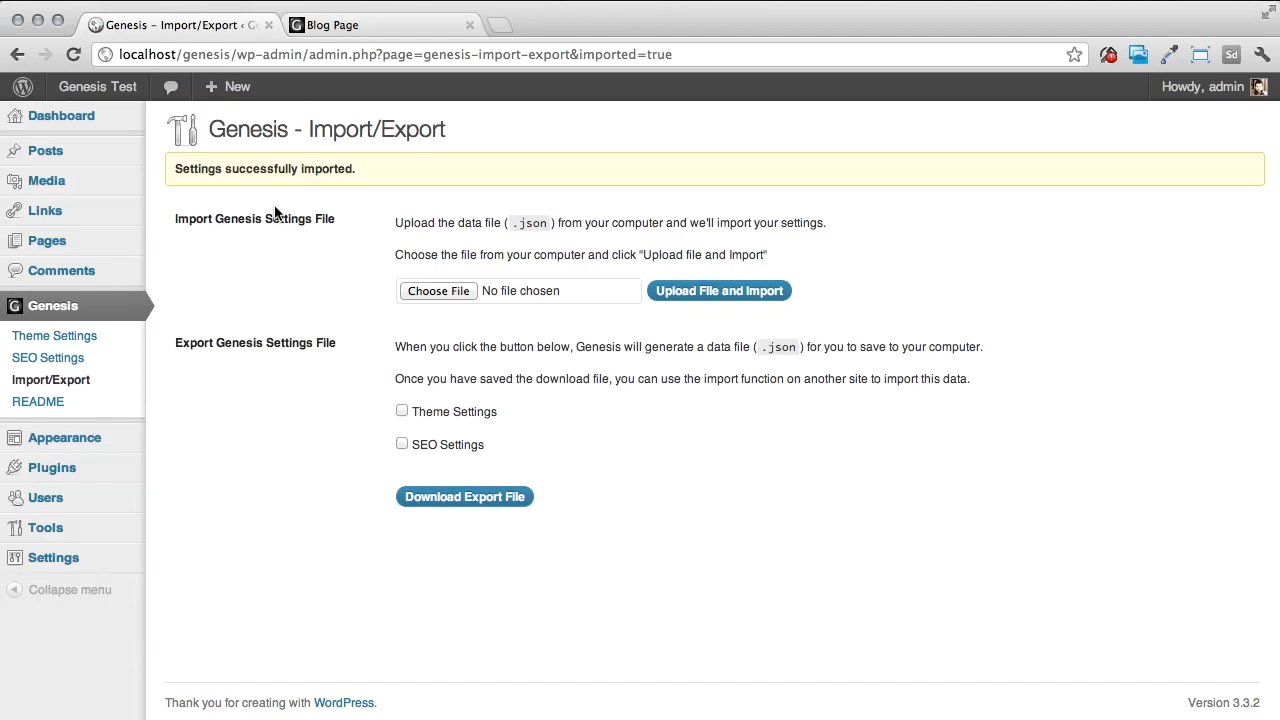 Genesis - Import/Export ‹ G
Blog Page
localhost/genesis/wp-admin/admin.php?page=genesis-import-export&imported=true
Sd
Genesis Test
+ New
Howdy, admin
Dashboard
Posts
Media
Links
Pages
Comments
G Genesis
Theme Settings
SEO Settings
Import/Export
README
Appearance
Plugins
Users
Tools
Settings
Collapse menu
Genesis - Import/Export
Settings successfully imported.
Import Genesis Settings File
Upload the data file ( .json ) from your computer and we'll import your settings.
Choose the file from your computer and click "Upload file and Import"
Choose File No file chosen Upload File and Import
Export Genesis Settings File
When you click the button below, Genesis will generate a data file ( .json ) for you to save to your computer.
Once you have saved the download file, you can use the import function on another site to import this data.
Theme Settings
SEO Settings
Download Export File
Thank you for creating with WordPress.
Version 3.3.2